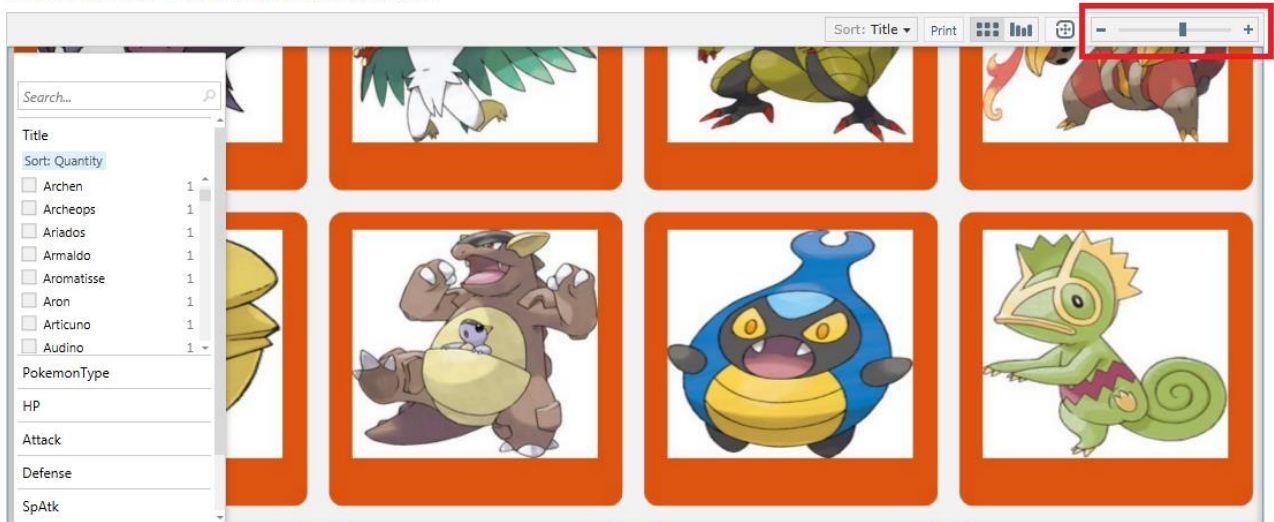 Sort: Title
Print
Search...
Title
Sort: Quantity
Archen 1
Archeops 1
Ariados 1
Armaldo 1
Aromatisse 1
Aron 1
Articuno 1
Audino 1
PokemonType
HP
Attack
Defense
SpAtk